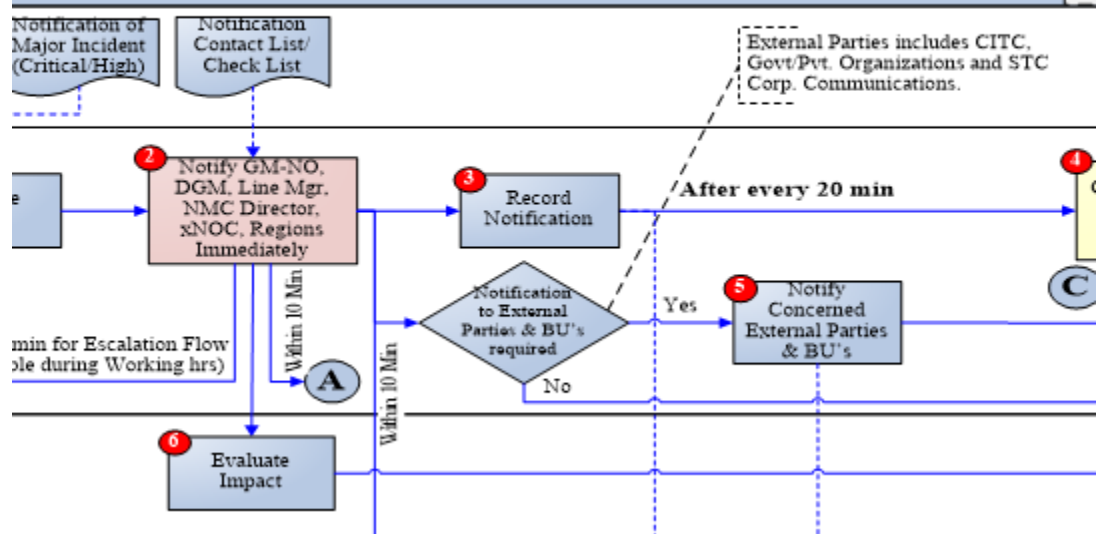 Notification of
Major Incident
(Critical/High)
Notification
Contact List/
Check List
External Parties includes CITC,
Govt/Pvt. Organizations and STC
Corp. Communications.
e
2
Notify GM-NO,
DGM, Line Mgr,
NMC Director,
xNOC, Regions
Immediately
3
Record
Notification
After every 20 min
4
C
Within 10 Min
Notification
to External
Parties & BU's
required
Yes
5
Notify
Concerned
External Parties
& BU's
C
min for Escalation Flow
ble during Working hrs)
A
No
Within 10 Min
6
Evaluate
Impact